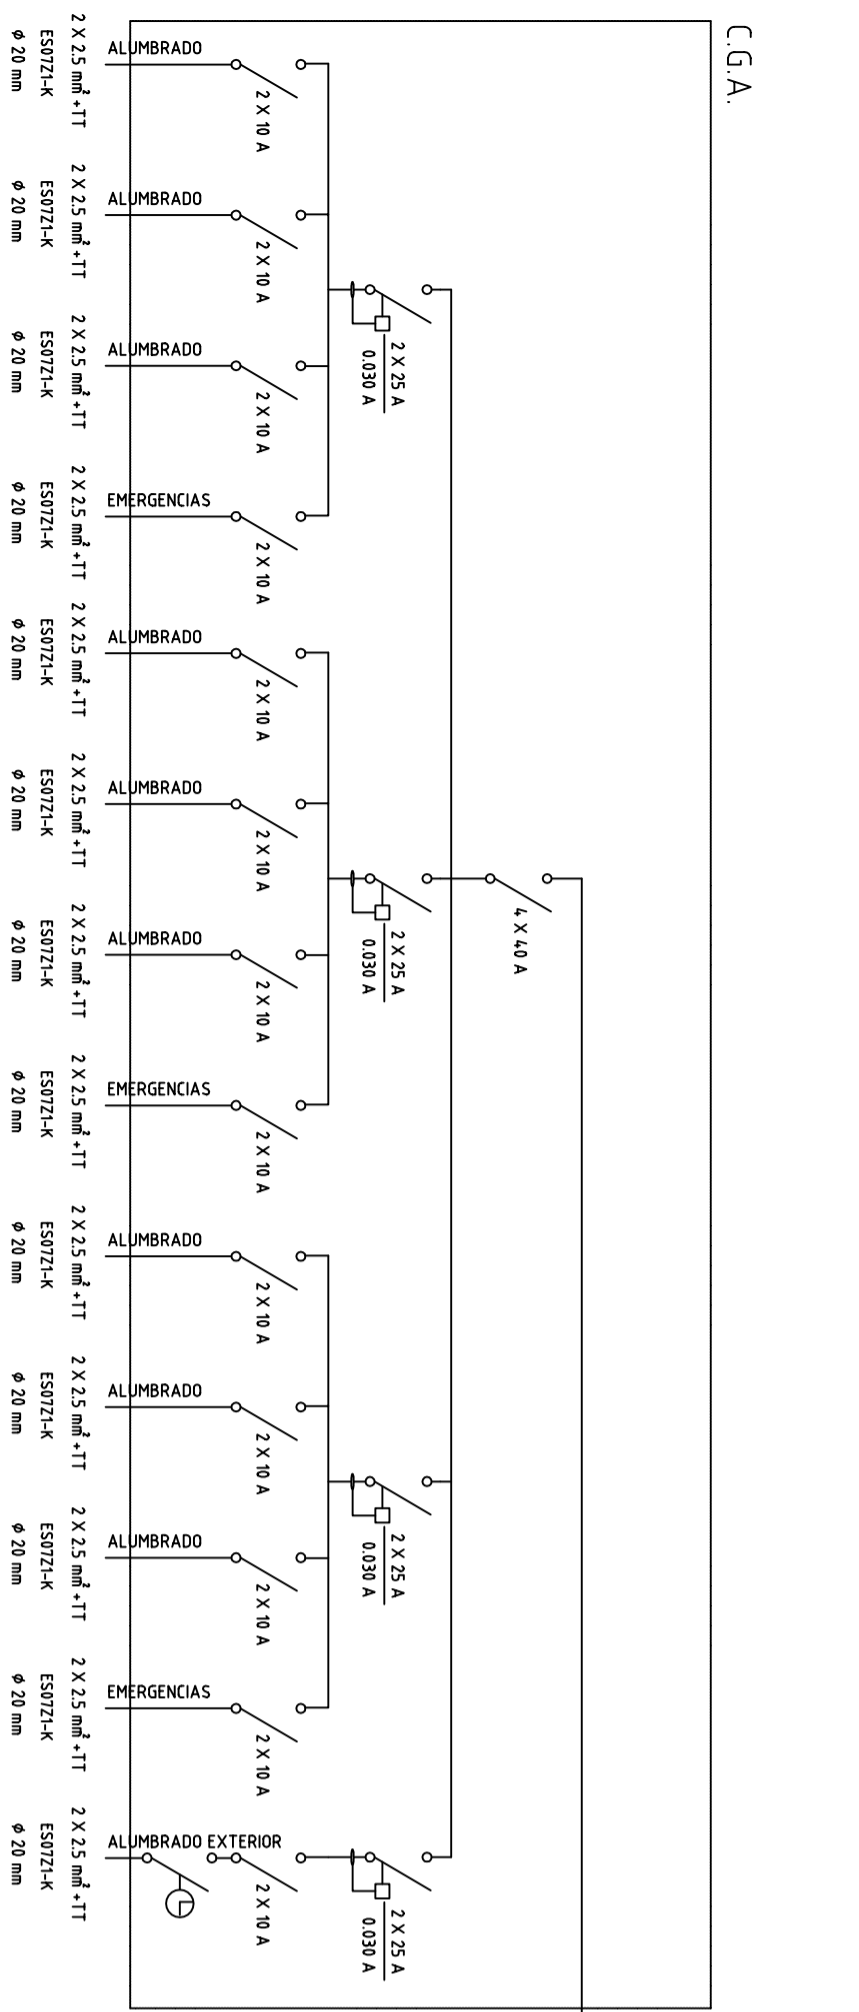 C.G.A.
4 X 40 A
2 X 25 A
0.030 A
2 X 25 A
0.030 A
2 X 25 A
0.030 A
2 X 25 A
0.030 A
2 X 10 A
2 X 10 A
2 X 10 A
2 X 10 A
2 X 10 A
2 X 10 A
2 X 10 A
2 X 10 A
2 X 10 A
2 X 10 A
2 X 10 A
2 X 10 A
2 X 10 A
ALUMBRADO
ALUMBRADO
ALUMBRADO
EMERGENCIAS
ALUMBRADO
ALUMBRADO
ALUMBRADO
EMERGENCIAS
ALUMBRADO
ALUMBRADO
ALUMBRADO
EMERGENCIAS
ALUMBRADO EXTERIOR
2 X 2.5 mm²+TT
ES07Z1-K
ø 20 mm
2 X 2.5 mm²+TT
ES07Z1-K
ø 20 mm
2 X 2.5 mm²+TT
ES07Z1-K
ø 20 mm
2 X 2.5 mm²+TT
ES07Z1-K
ø 20 mm
2 X 2.5 mm²+TT
ES07Z1-K
ø 20 mm
2 X 2.5 mm²+TT
ES07Z1-K
ø 20 mm
2 X 2.5 mm²+TT
ES07Z1-K
ø 20 mm
2 X 2.5 mm²+TT
ES07Z1-K
ø 20 mm
2 X 2.5 mm²+TT
ES07Z1-K
ø 20 mm
2 X 2.5 mm²+TT
ES07Z1-K
ø 20 mm
2 X 2.5 mm²+TT
ES07Z1-K
ø 20 mm
2 X 2.5 mm²+TT
ES07Z1-K
ø 20 mm
2 X 2.5 mm²+TT
ES07Z1-K
ø 20 mm